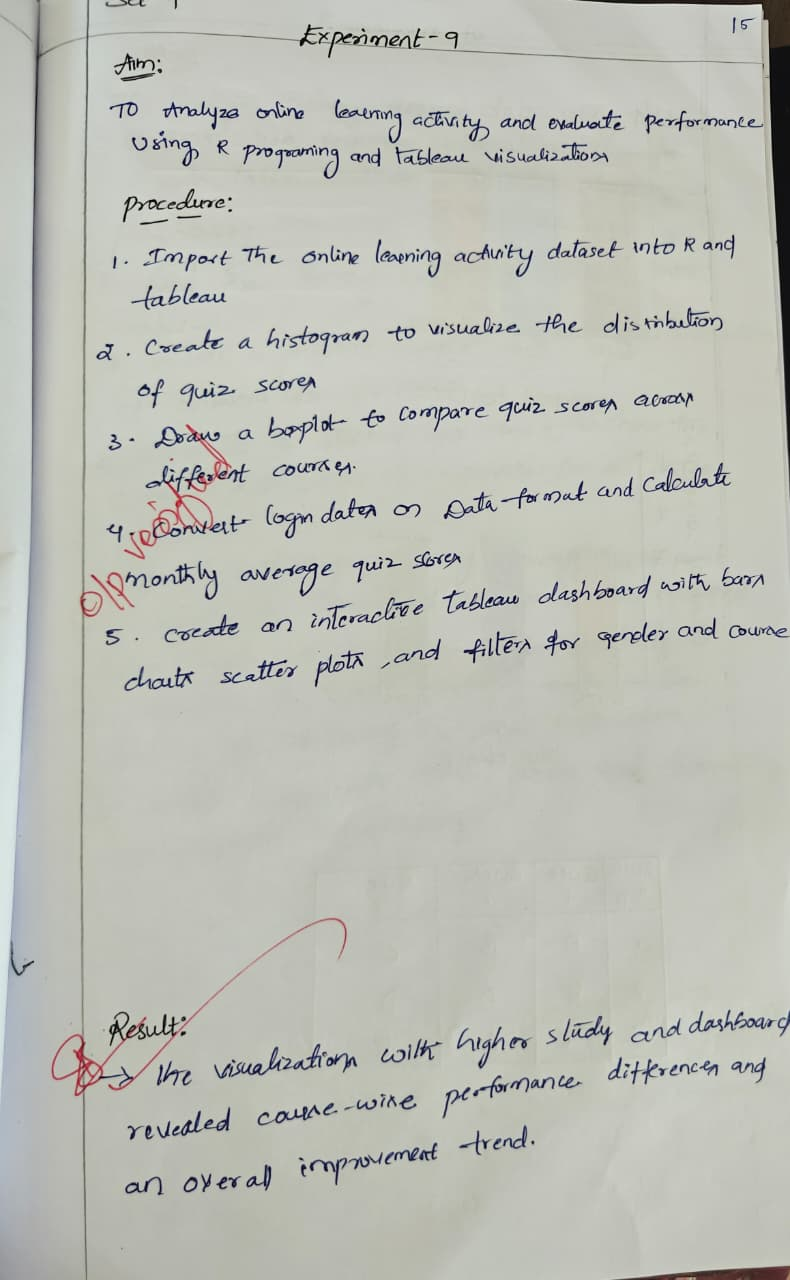 15
Experiment-9
Aim:
To Analyze online learning activity and evaluate performance
Using R programing and tableau visualizations
Procedure:
1. Import The online learning activity dataset into R and
tableau
2. Create a histogram to visualize the distribution
of quiz scores
3. Draw a boxplot to compare quiz scores across
different courses.
4. Convert login dates on Data-format and Calculate
monthly average quiz scores
O/P verified
5. create an interactive tableau dashboard with bars
charts scatter plots, and filters for gender and course
Result:
→ The visualizations with higher study and dashboard
revealed course-wise performance differences and
an overall improvement trend.